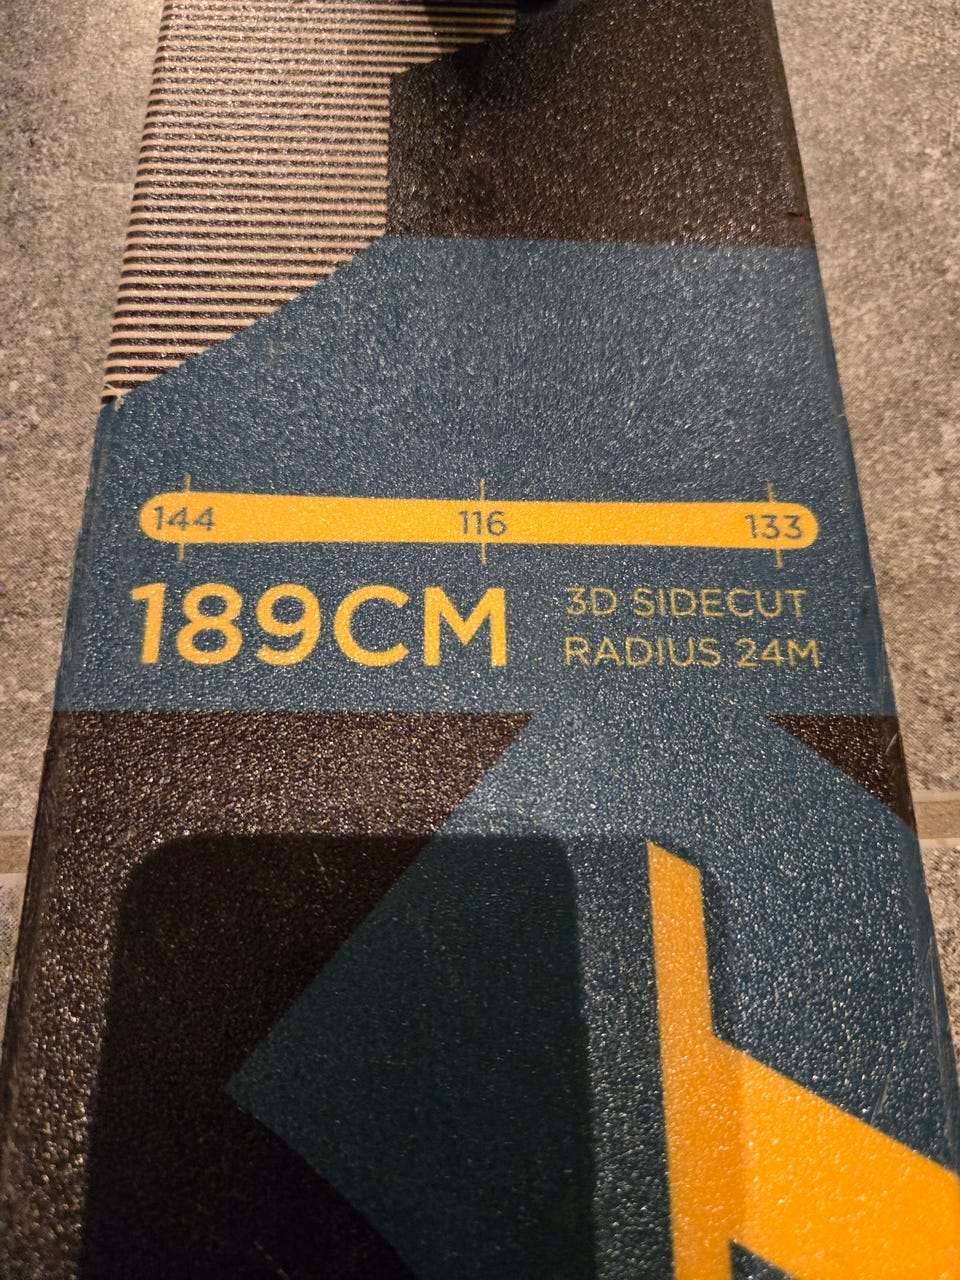 144 116 133
189CM
3D SIDECUT
RADIUS 24M